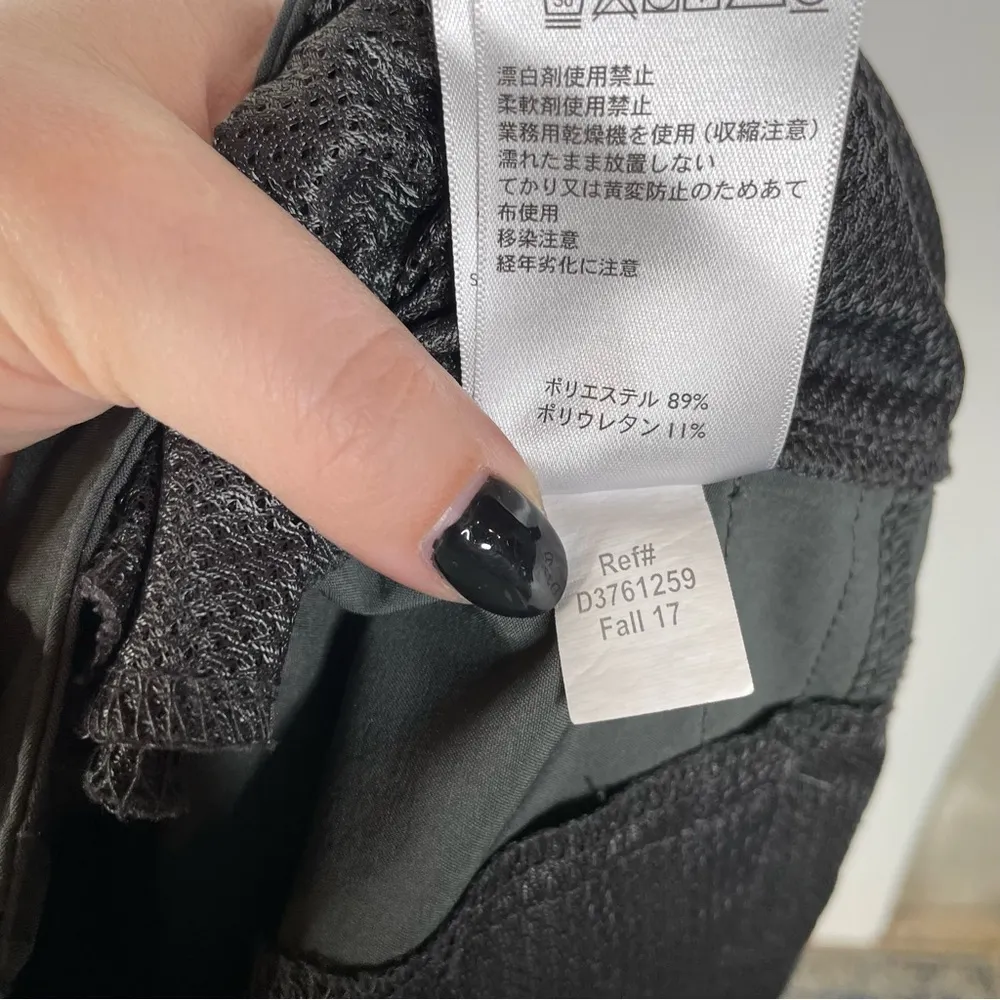 30
漂白剤使用禁止
柔軟剤使用禁止
業務用乾燥機を使用（収縮注意）
濡れたまま放置しない
てかり又は黄変防止のためあて
布使用
移染注意
経年劣化に注意
S
ポリエステル 89%
ポリウレタン 11%
Ref#
D3761259
Fall 17